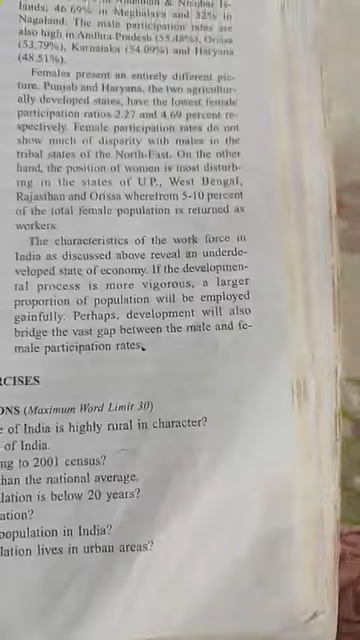 Andaman & Nicobar Is-
lands, 46.69% in Meghalaya and 52% in
Nagaland. The male participation rates are
also high in Andhra Pradesh (55.48%), Orissa
(53.79%), Karnataka (54.09%) and Haryana
(48.51%).
Females present an entirely different pic-
ture. Punjab and Haryana, the two agricultur-
ally developed states, have the lowest female
participation ratios 2.27 and 4.69 percent re-
spectively. Female participation rates do not
show much of disparity with males in the
tribal states of the North-East. On the other
hand, the position of women is most disturb-
ing in the states of U.P., West Bengal,
Rajasthan and Orissa wherefrom 5-10 percent
of the total female population is returned as
workers.
The characteristics of the work force in
India as discussed above reveal an underde-
veloped state of economy. If the developmen-
tal process is more vigorous, a larger
proportion of population will be employed
gainfully. Perhaps, development will also
bridge the vast gap between the male and fe-
male participation rates.
RCISES
ONS (Maximum Word Limit 30)
e of India is highly rural in character?
of India.
ng to 2001 census?
han the national average.
lation is below 20 years?
ation?
population in India?
lation lives in urban areas?